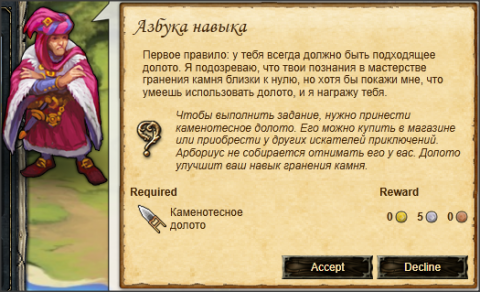 Азбука навыка
Первое правило: у тебя всегда должно быть подходящее
долото. Я подозреваю, что твои познания в мастерстве
гранения камня близки к нулю, но хотя бы покажи мне, что
умеешь использовать долото, и я награжу тебя.
Чтобы выполнить задание, нужно принести
каменотесное долото. Его можно купить в магазине
или приобрести у других искателей приключений.
Арбориус не собирается отнимать его у вас. Долото
улучшит ваш навык гранения камня.
Required Reward
Каменотесное
долото
0 5 0
Accept Decline